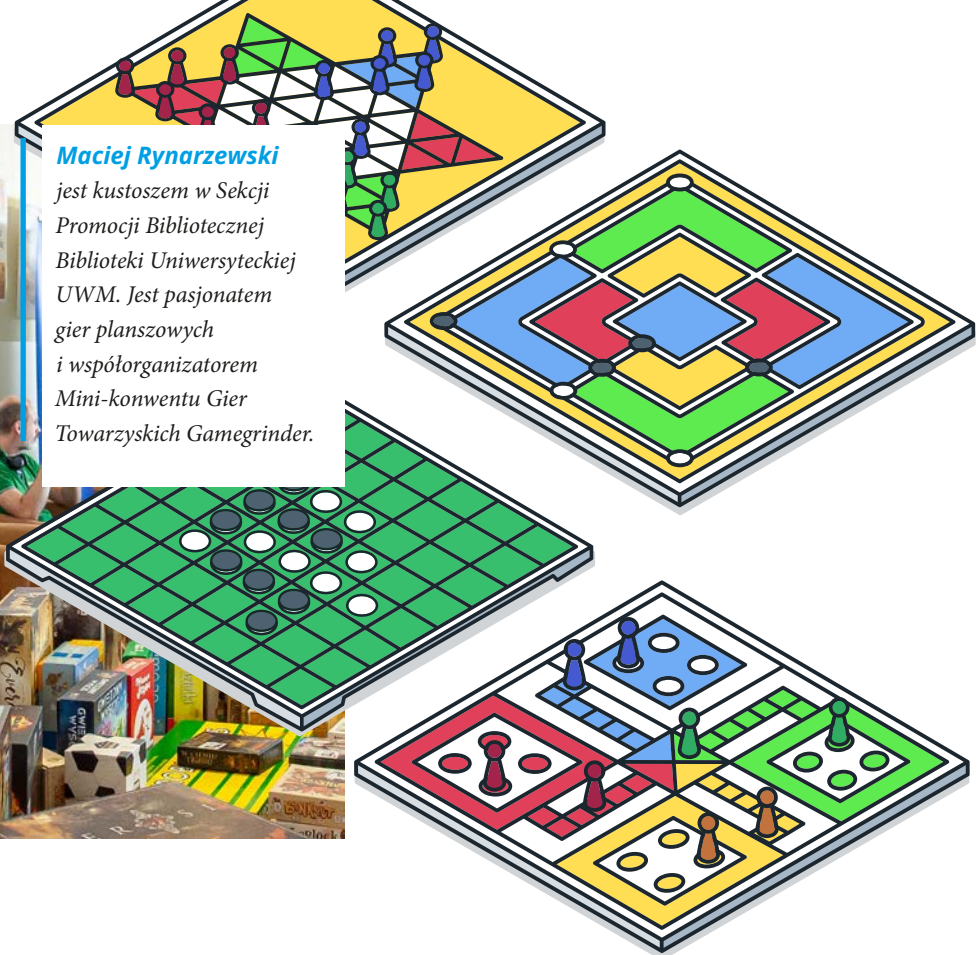 Maciej Rynarzewski
jest kustoszem w Sekcji
Promocji Bibliotecznej
Biblioteki Uniwersyteckiej
UWM. Jest pasjonatem
gier planszowych
i współorganizatorem
Mini-konwentu Gier
Towarzyskich Gamegrinder.